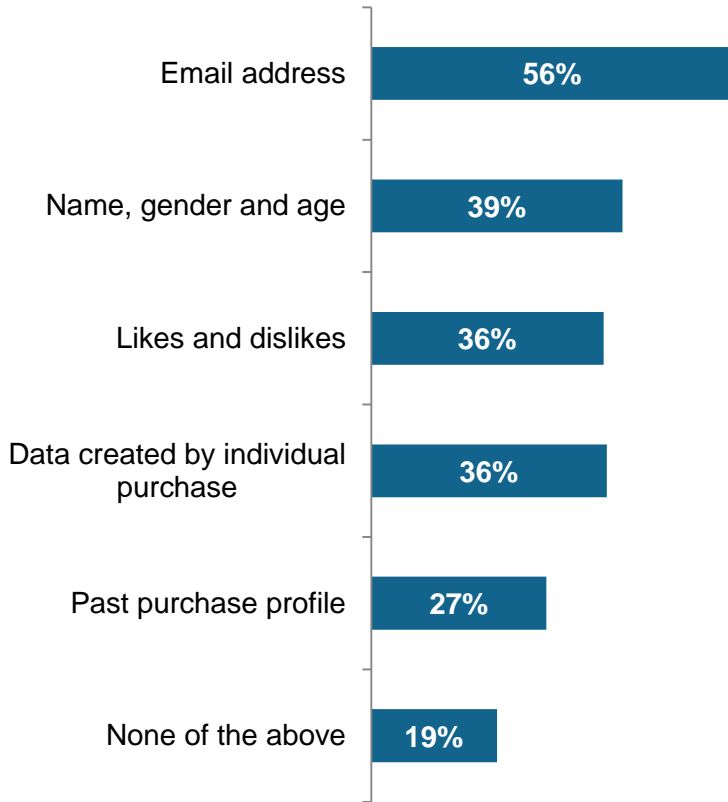 Email address
56%
Name, gender and age
39%
Likes and dislikes
36%
Data created by individual
purchase
36%
Past purchase profile
27%
None of the above
19%